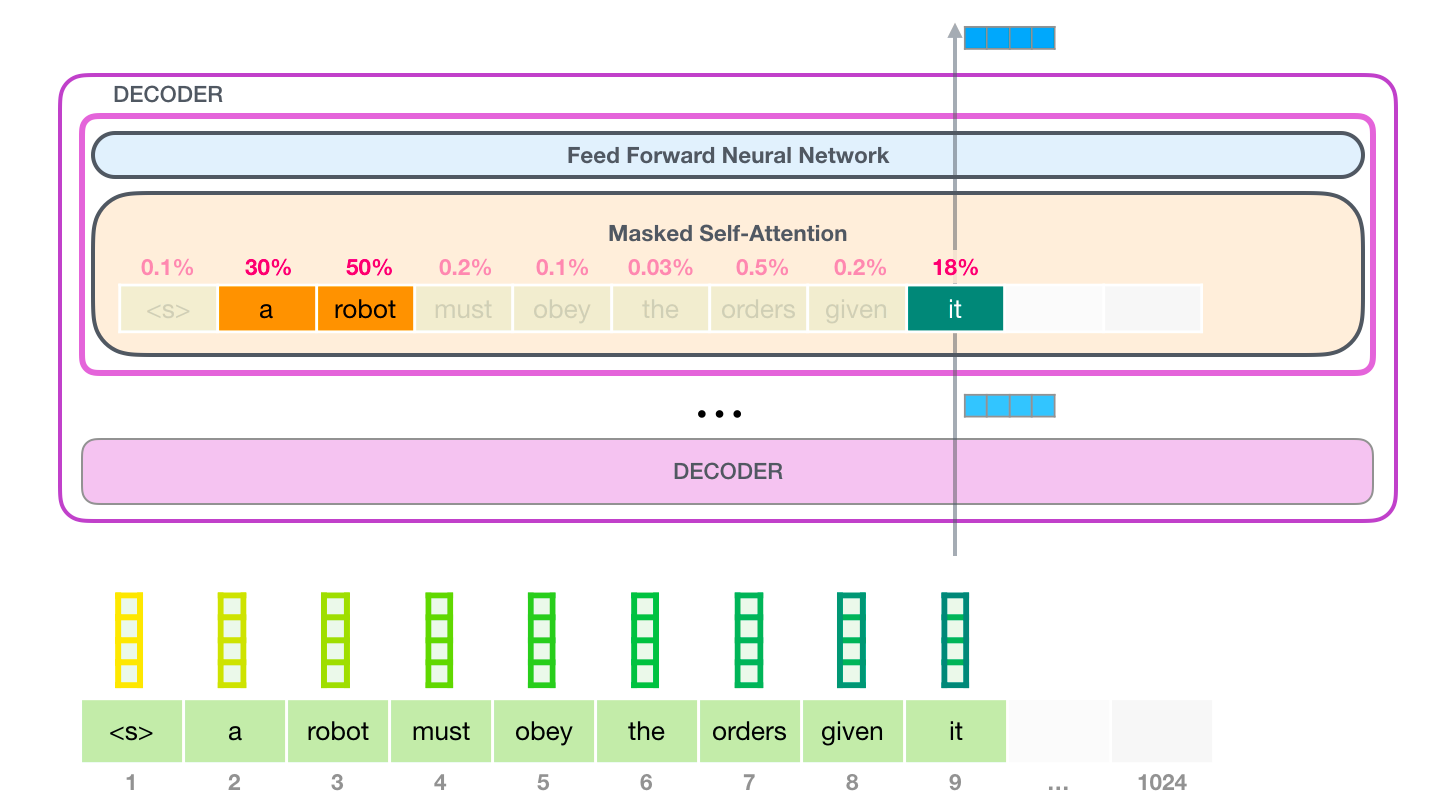 DECODER
Feed Forward Neural Network
Masked Self-Attention
0.1% 30% 50% 0.2% 0.1% 0.03% 0.5% 0.2% 18%
<s> a robot must obey the orders given it
...
DECODER
<s> a robot must obey the orders given it
1 2 3 4 5 6 7 8 9 ... 1024